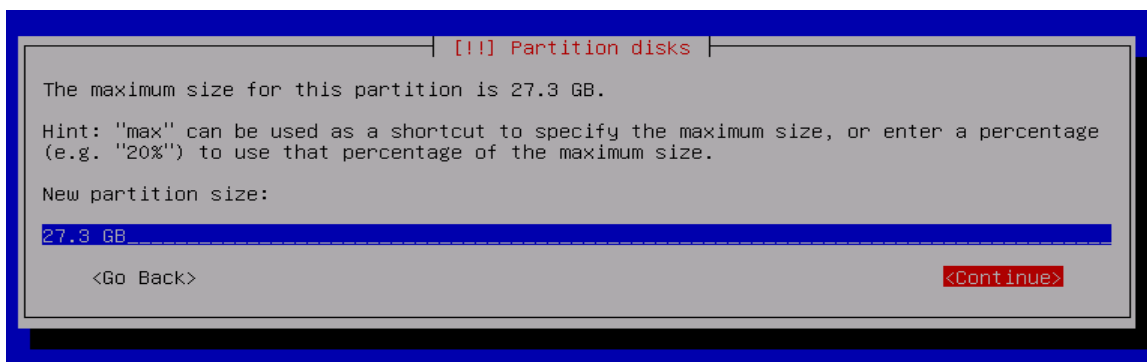 [!!] Partition disks
The maximum size for this partition is 27.3 GB.
Hint: "max" can be used as a shortcut to specify the maximum size, or enter a percentage
(e.g. "20%") to use that percentage of the maximum size.
New partition size:
27.3 GB
<Go Back> <Continue>